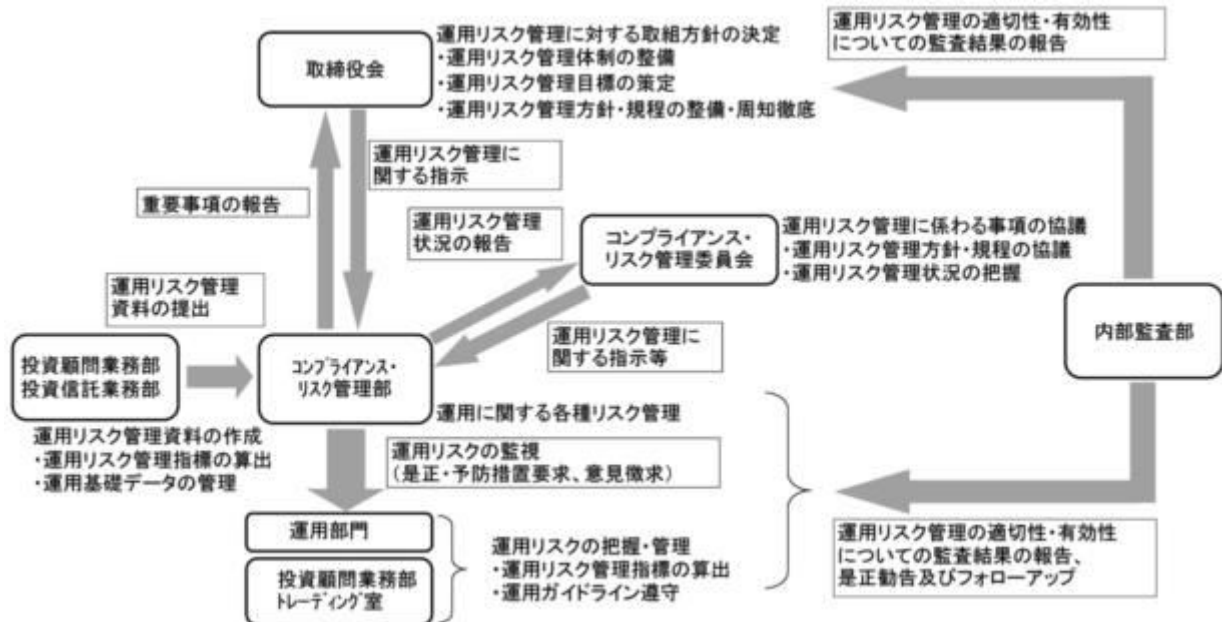 取締役会
運用リスク管理に対する取組方針の決定
・運用リスク管理体制の整備
・運用リスク管理目標の策定
・運用リスク管理方針・規程の整備・周知徹底
運用リスク管理の適切性・有効性
についての監査結果の報告
運用リスク管理に
関する指示
重要事項の報告
運用リスク管理
状況の報告
コンプライアンス・
リスク管理委員会
運用リスク管理に係わる事項の協議
・運用リスク管理方針・規程の協議
・運用リスク管理状況の把握
運用リスク管理
資料の提出
運用リスク管理に
関する指示等
内部監査部
投資顧問業務部
投資信託業務部
コンプライアンス・
リスク管理部
運用に関する各種リスク管理
運用リスク管理資料の作成
・運用リスク管理指標の算出
・運用基礎データの管理
運用リスクの監視
(是正・予防措置要求、意見徴求)
運用部門
投資顧問業務部
トレーディング室
運用リスクの把握・管理
・運用リスク管理指標の算出
・運用ガイドライン遵守
運用リスク管理の適切性・有効性
についての監査結果の報告、
是正勧告及びフォローアップ